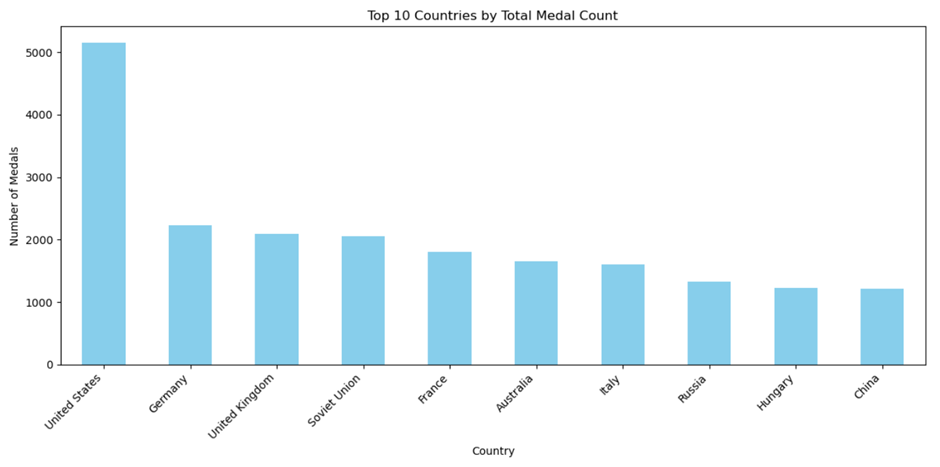 Top 10 Countries by Total Medal Count
Number of Medals
5000
4000
3000
2000
1000
0
United States
Germany
United Kingdom
Soviet Union
France
Australia
Italy
Russia
Hungary
China
Country